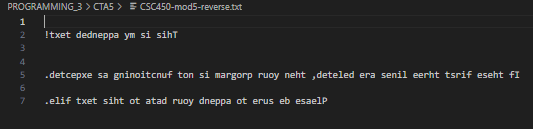 PROGRAMMING_3 > CTA5 > CSC450-mod5-reverse.txt
1
2 !txet dedneppa ym si sihT
3
4
5 .detcepxe sa gninoitcnuf ton si margorp ruoy neht ,deteled era senil eerht tsrif eseht fI
6
7 .elif txet siht ot atad ruoy dneppa ot erus eb esaelP